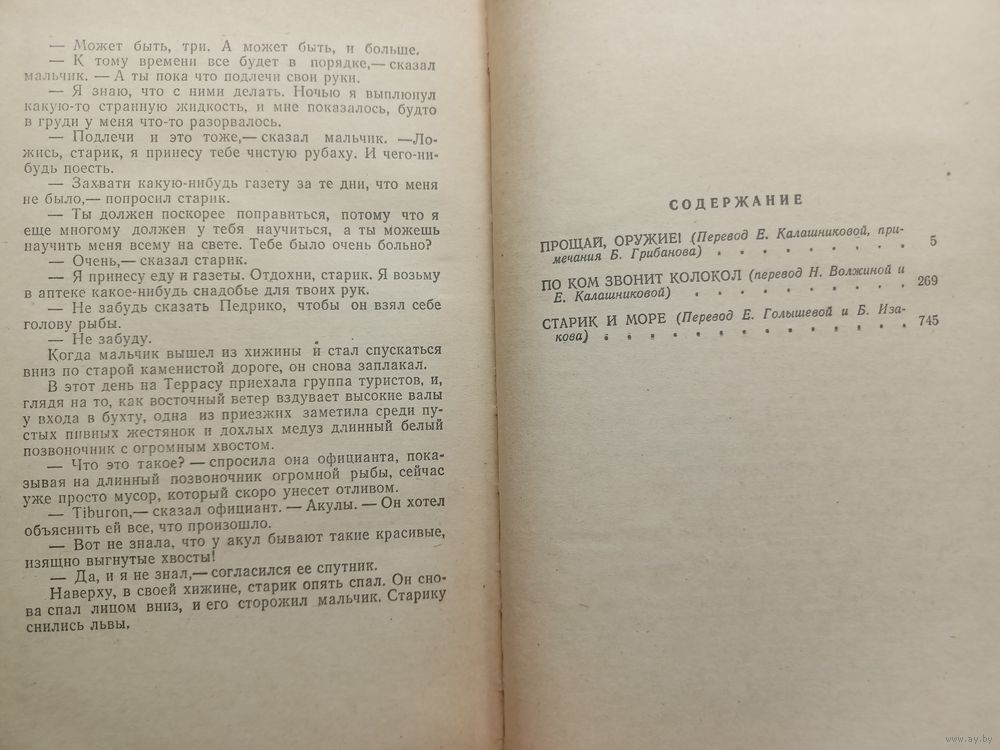 — Может быть, три. А может быть, и больше.
— К тому времени все будет в порядке,— сказал
мальчик. — А ты пока что подлечи свои руки.
— Я знаю, что с ними делать. Ночью я выплюнул
какую-то странную жидкость, и мне показалось, будто
в груди у меня что-то разорвалось.
— Подлечи и это тоже,— сказал мальчик. —Ло-
жись, старик, я принесу тебе чистую рубаху. И чего-ни-
будь поесть.
— Захвати какую-нибудь газету за те дни, что меня
не было,— попросил старик.
— Ты должен поскорее поправиться, потому что я
еще многому должен у тебя научиться, а ты можешь
научить меня всему на свете. Тебе было очень больно?
— Очень,— сказал старик.
— Я принесу еду и газеты. Отдохни, старик. Я возьму
в аптеке какое-нибудь снадобье для твоих рук.
— Не забудь сказать Педрико, чтобы он взял себе
голову рыбы.
— Не забуду.
Когда мальчик вышел из хижины и стал спускаться
вниз по старой каменистой дороге, он снова заплакал.
В этот день на Террасу приехала группа туристов, и,
глядя на то, как восточный ветер вздувает высокие валы
у входа в бухту, одна из приезжих заметила среди пу-
стых пивных жестянок и дохлых медуз длинный белый
позвоночник с огромным хвостом.
— Что это такое? — спросила она официанта, пока-
зывая на длинный позвоночник огромной рыбы, сейчас
уже просто мусор, который скоро унесет отливом.
— Tiburon,— сказал официант. — Акулы. — Он хотел
объяснить ей все, что произошло.
— Вот не знала, что у акул бывают такие красивые,
изящно выгнутые хвосты!
— Да, и я не знал,— согласился ее спутник.
Наверху, в своей хижине, старик опять спал. Он сно-
ва спал лицом вниз, и его сторожил мальчик. Старику
снились львы.
СОДЕРЖАНИЕ
ПРОЩАЙ, ОРУЖИЕ! (Перевод Е. Калашниковой, при-
мечания Б. Грибанова) . . . . . . . . . 5
ПО КОМ ЗВОНИТ КОЛОКОЛ (перевод Н. Волжиной и
Е. Калашниковой) . . . . . . . . . . 269
СТАРИК И МОРЕ (Перевод Е. Голышевой и Б. Иза-
кова) . . . . . . . . . . . . . . 745
www.ay.by